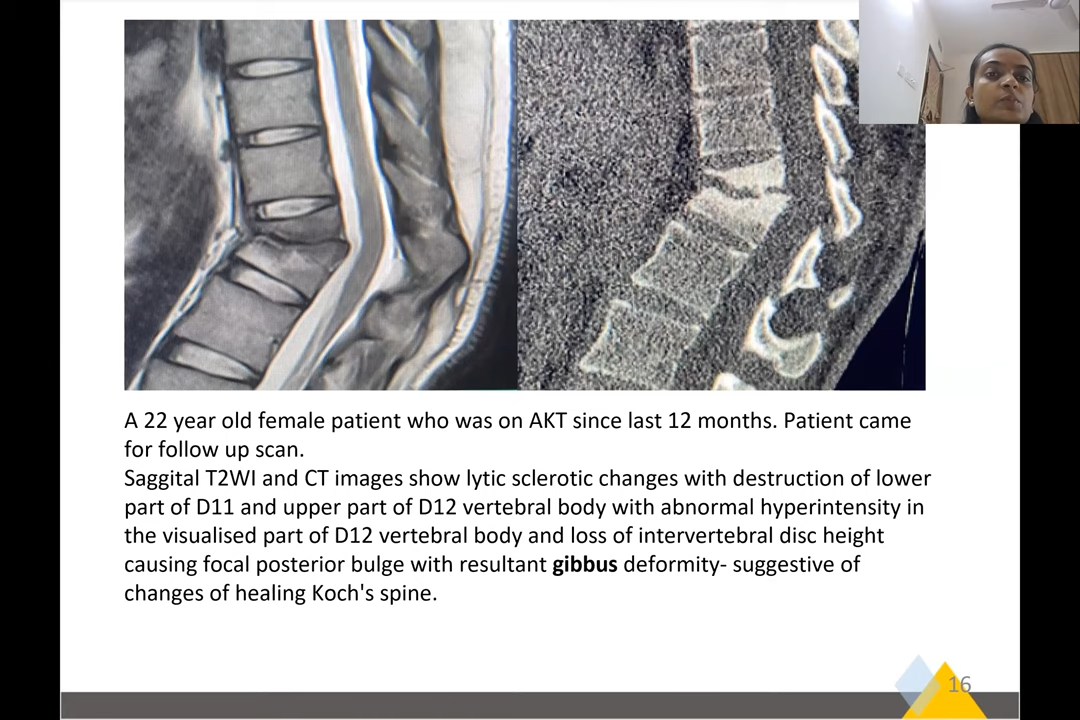 A 22 year old female patient who was on AKT since last 12 months. Patient came
for follow up scan.
Saggital T2WI and CT images show lytic sclerotic changes with destruction of lower
part of D11 and upper part of D12 vertebral body with abnormal hyperintensity in
the visualised part of D12 vertebral body and loss of intervertebral disc height
causing focal posterior bulge with resultant gibbus deformity- suggestive of
changes of healing Koch's spine.
16